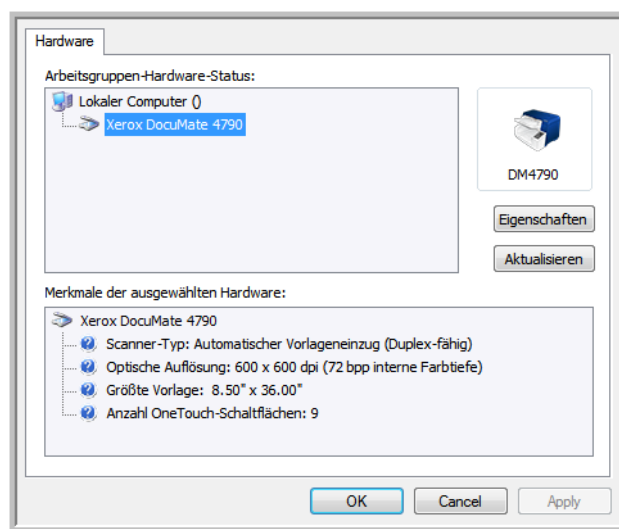 Hardware
Arbeitsgruppen-Hardware-Status:
Lokaler Computer ()
Xerox DocuMate 4790
DM4790
Eigenschaften
Aktualisieren
Merkmale der ausgewählten Hardware:
Xerox DocuMate 4790
Scanner-Typ: Automatischer Vorlageneinzug (Duplex-fähig)
Optische Auflösung: 600 x 600 dpi (72 bpp interne Farbtiefe)
Größte Vorlage: 8.50" x 36.00"
Anzahl OneTouch-Schaltflächen: 9
OK Cancel Apply